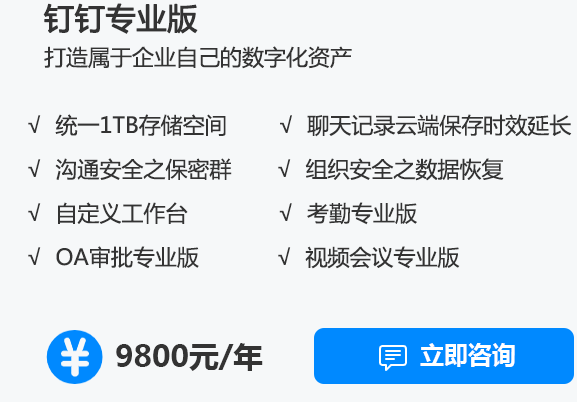 钉钉专业版
打造属于企业自己的数字化资产
√ 统一1TB存储空间 √ 聊天记录云端保存时效延长
√ 沟通安全之保密群 √ 组织安全之数据恢复
√ 自定义工作台 √ 考勤专业版
√ OA审批专业版 √ 视频会议专业版
¥ 9800元/年 立即咨询